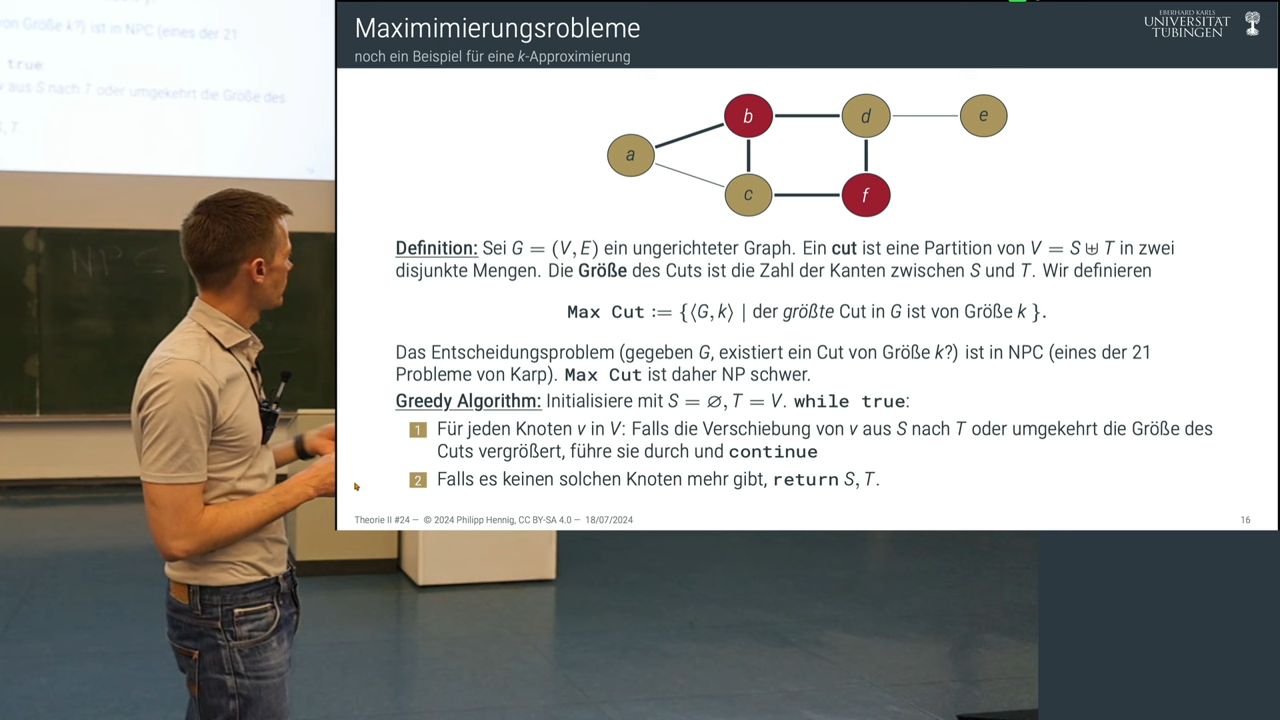 von Größe k?) ist in NPC (eines der 21
true
v aus S nach T oder umgekehrt die Größe des
S, T
NP ≤
Maximimierungsrobleme
noch ein Beispiel für eine k-Approximierung
EBERHARD KARLS
UNIVERSITAT
TUBINGEN
b
d
e
a
c
f
Definition: Sei G = (V, E) ein ungerichteter Graph. Ein cut ist eine Partition von V = S ⊎ T in zwei
disjunkte Mengen. Die Größe des Cuts ist die Zahl der Kanten zwischen S und T. Wir definieren
Max Cut := {⟨G, k⟩ | der größte Cut in G ist von Größe k }.
Das Entscheidungsproblem (gegeben G, existiert ein Cut von Größe k?) ist in NPC (eines der 21
Probleme von Karp). Max Cut ist daher NP schwer.
Greedy Algorithm: Initialisiere mit S = ∅, T = V. while true:
1 Für jeden Knoten v in V: Falls die Verschiebung von v aus S nach T oder umgekehrt die Größe des
Cuts vergrößert, führe sie durch und continue
2 Falls es keinen solchen Knoten mehr gibt, return S, T.
Theorie II #24 — © 2024 Philipp Hennig, CC BY-SA 4.0 — 18/07/2024
16